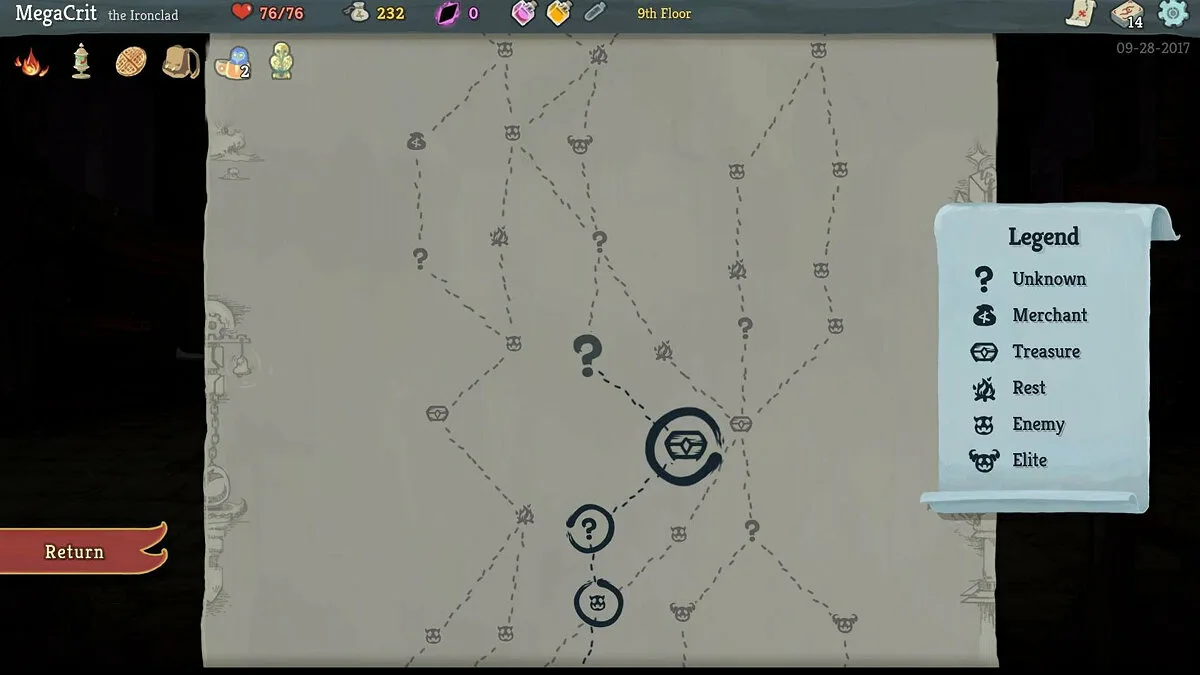 MegaCrit the Ironclad 76/76 232 0 9th Floor 14
09-28-2017
2
Legend
? Unknown
Merchant
Treasure
Rest
Enemy
Elite
Return